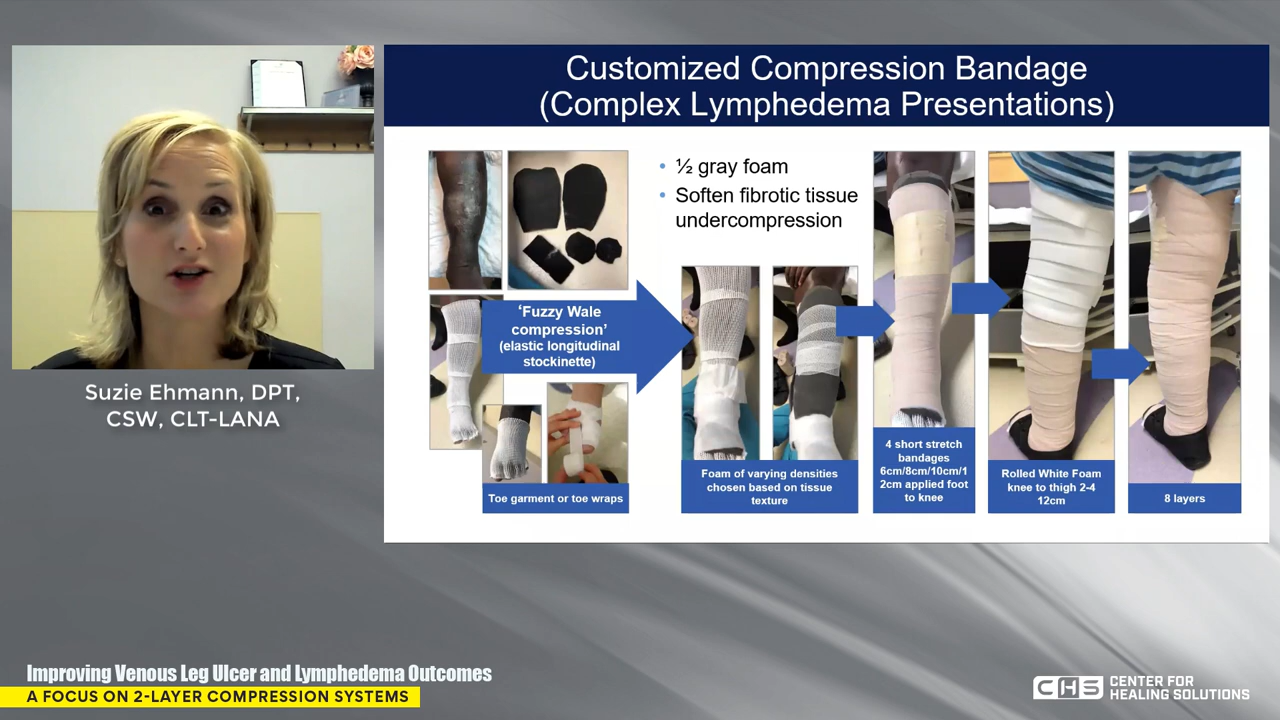 Customized Compression Bandage
(Complex Lymphedema Presentations)
• ½ gray foam
• Soften fibrotic tissue
undercompression
'Fuzzy Wale
compression'
(elastic longitudinal
stockinette)
Toe garment or toe wraps
Foam of varying densities
chosen based on tissue
texture
4 short stretch
bandages
6cm/8cm/10cm/1
2cm applied foot
to knee
Rolled White Foam
knee to thigh 2-4
12cm
8 layers
Suzie Ehmann, DPT,
CSW, CLT-LANA
Improving Venous Leg Ulcer and Lymphedema Outcomes
A FOCUS ON 2-LAYER COMPRESSION SYSTEMS
CHS CENTER FOR
HEALING SOLUTIONS